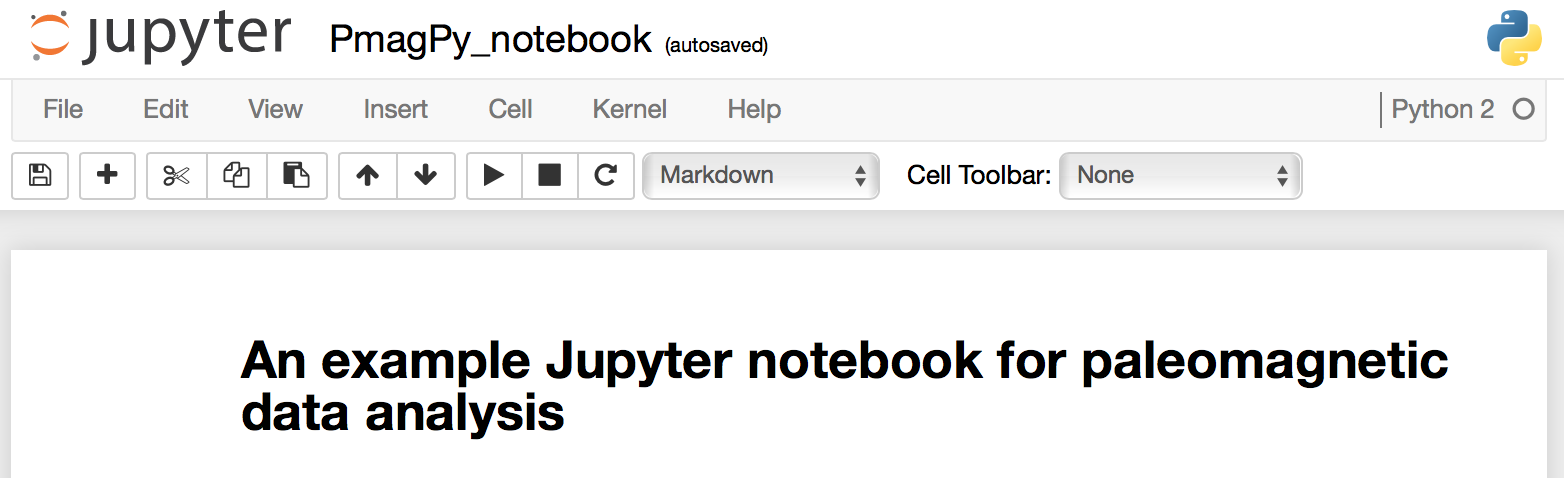 jupyter PmagPy_notebook (autosaved)
File Edit View Insert Cell Kernel Help Python 2
Markdown Cell Toolbar: None
An example Jupyter notebook for paleomagnetic
data analysis